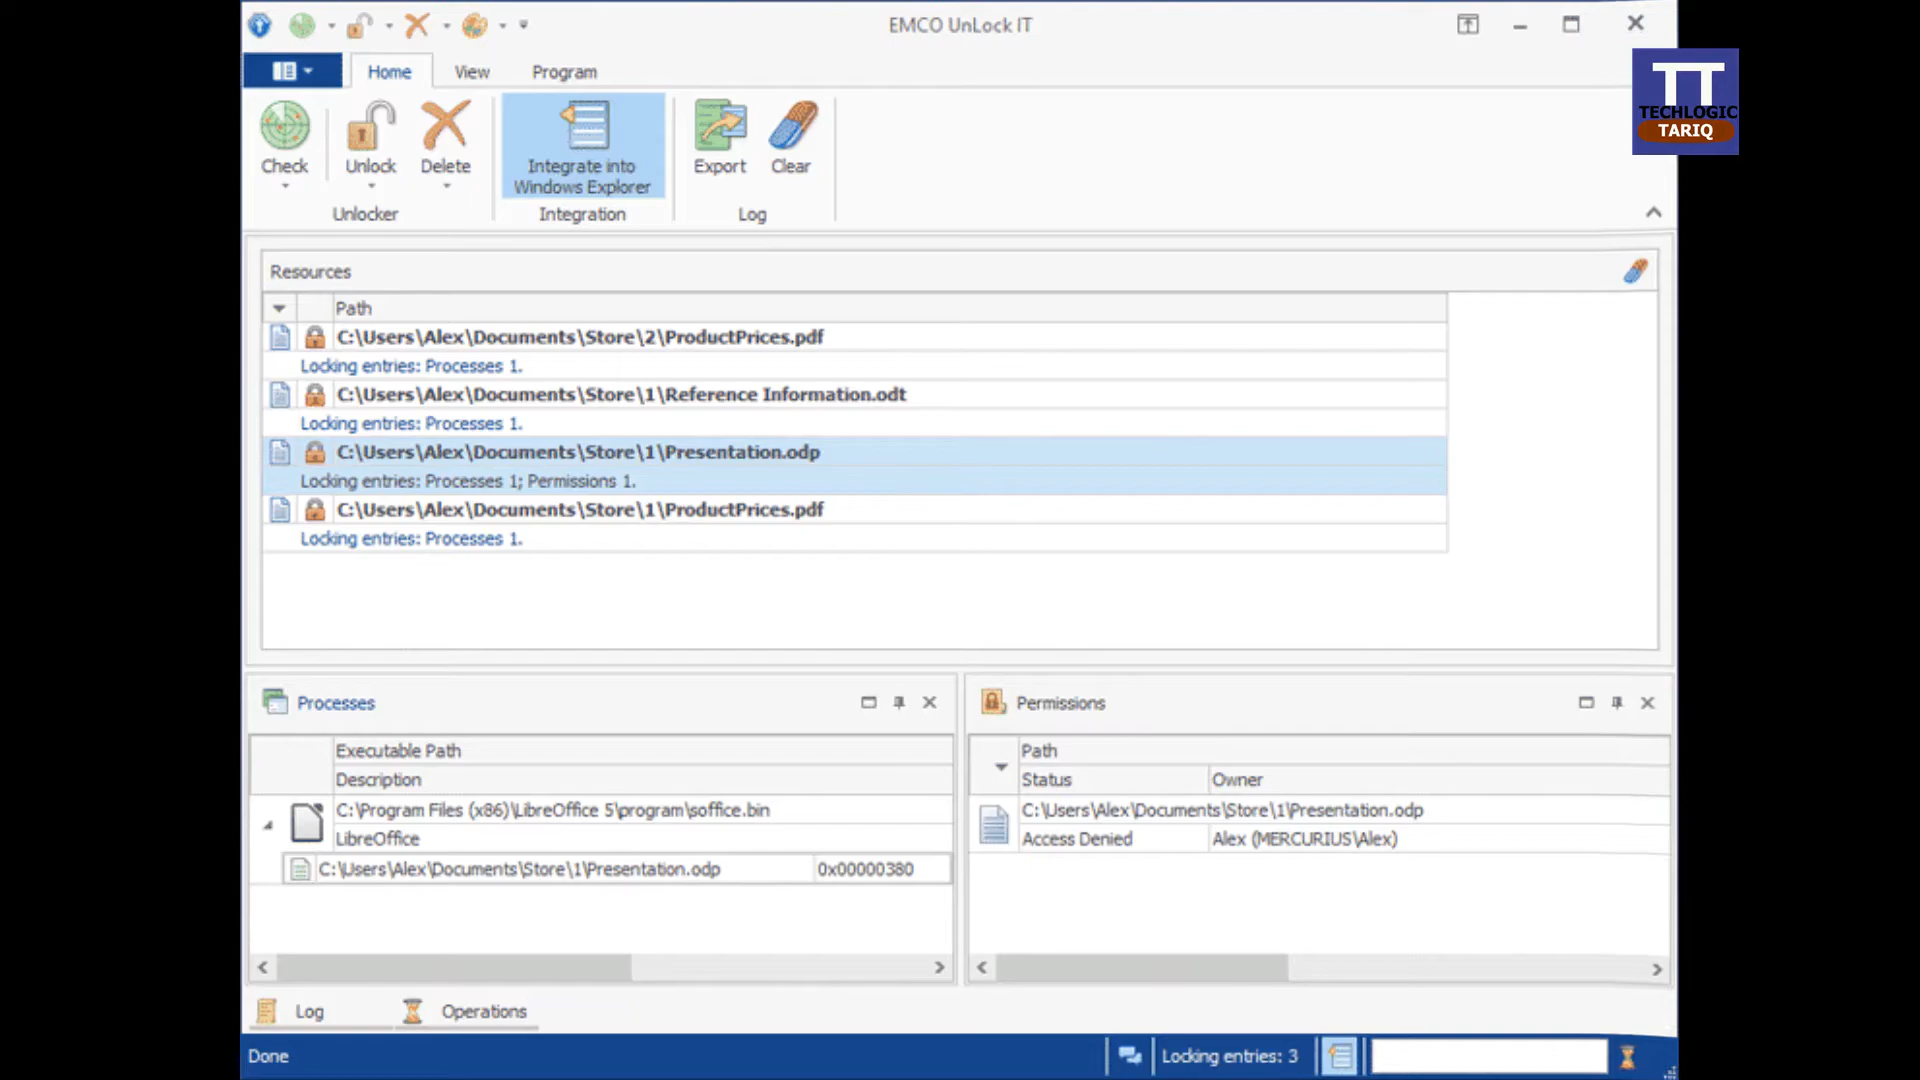 EMCO UnLock IT
TECHLOGIC
TARIQ
Home View Program
Check Unlock Delete Integrate into Windows Explorer Export Clear
Unlocker Integration Log
Resources
Path
C:\Users\Alex\Documents\Store\2\ProductPrices.pdf
Locking entries: Processes 1.
C:\Users\Alex\Documents\Store\1\Reference Information.odt
Locking entries: Processes 1.
C:\Users\Alex\Documents\Store\1\Presentation.odp
Locking entries: Processes 1; Permissions 1.
C:\Users\Alex\Documents\Store\1\ProductPrices.pdf
Locking entries: Processes 1.
Processes
Executable Path
Description
C:\Program Files (x86)\LibreOffice 5\program\soffice.bin
LibreOffice
C:\Users\Alex\Documents\Store\1\Presentation.odp 0x00000380
Permissions
Path
Status Owner
C:\Users\Alex\Documents\Store\1\Presentation.odp
Access Denied Alex (MERCURIUS\Alex)
Log Operations
Done Locking entries: 3